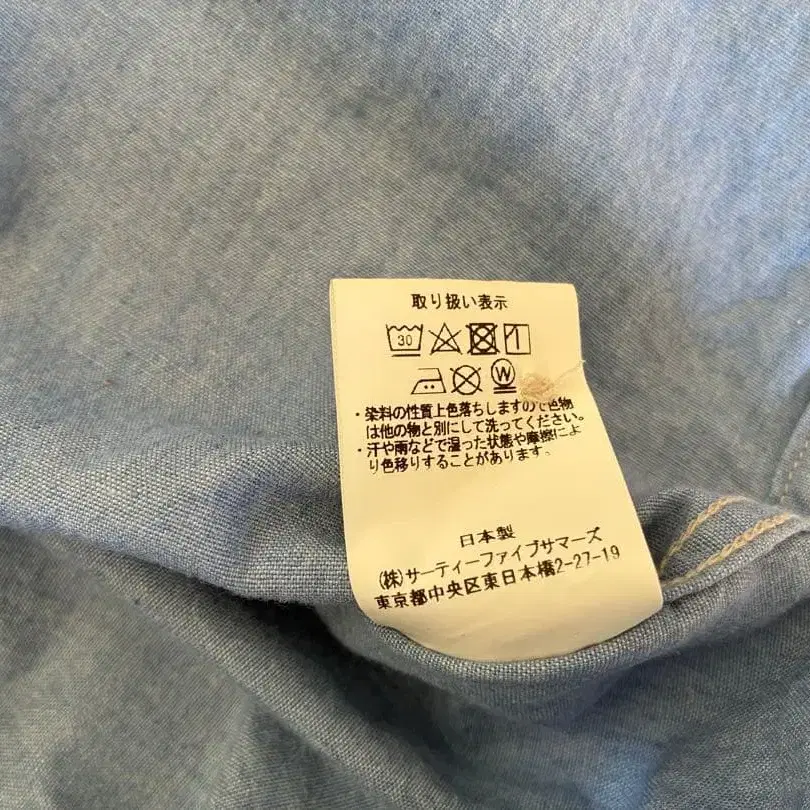 取り扱い表示
30
W
・染料の性質上色落ちしますので色物
は他の物と別にして洗ってください。
・汗や雨などで湿った状態や摩擦によ
り色移りすることがあります。
日本製
(株)サーティーファイブサマーズ
東京都中央区東日本橋2-27-19